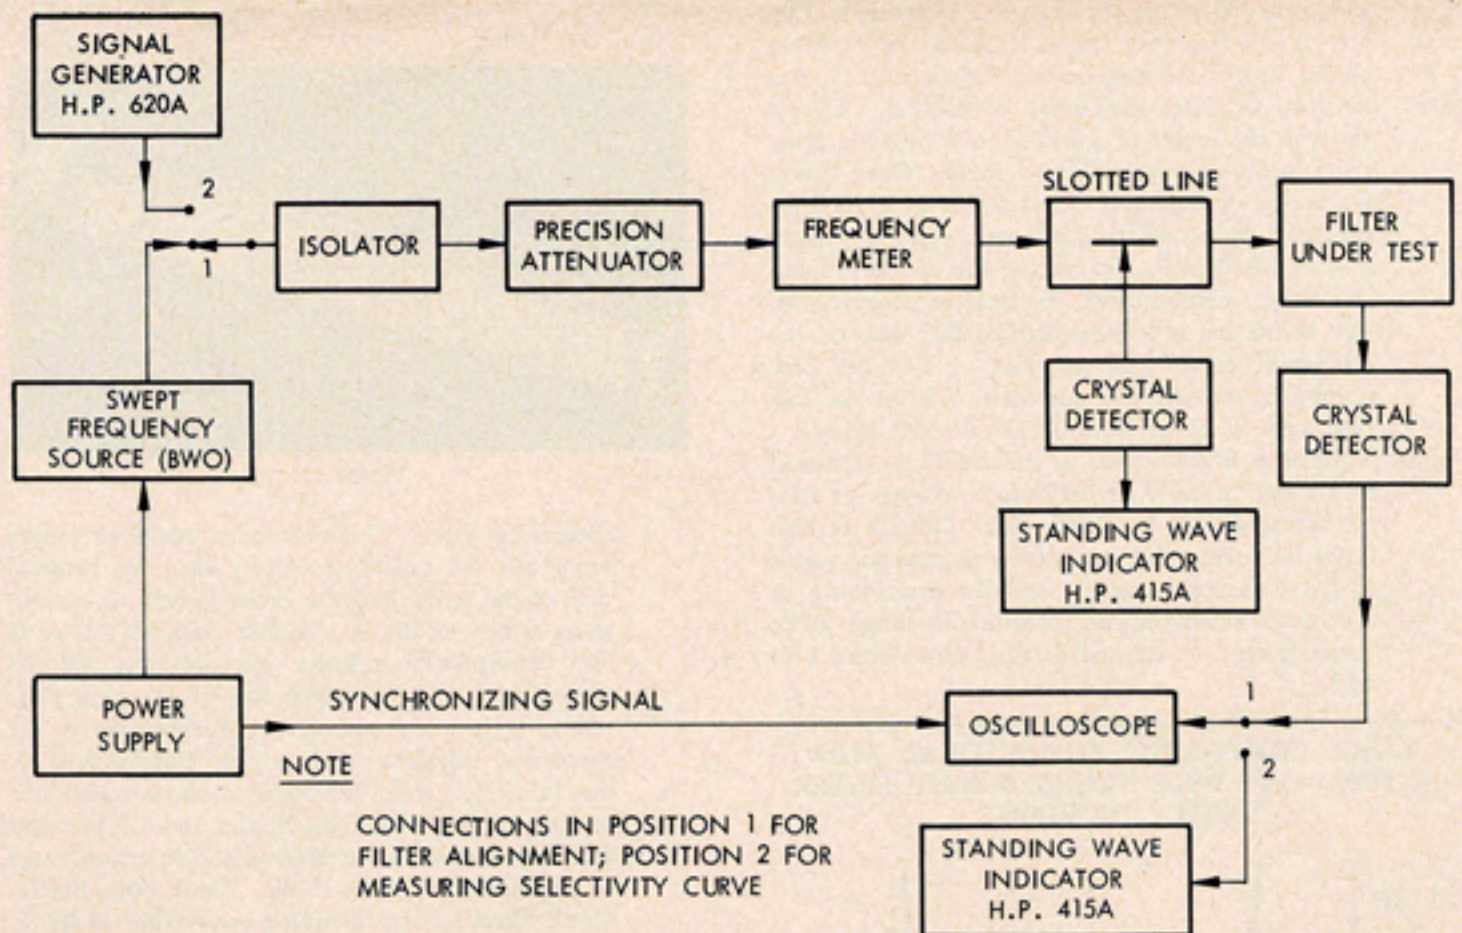 SIGNAL
GENERATOR
H.P. 620A
2
1
ISOLATOR
PRECISION
ATTENUATOR
FREQUENCY
METER
SLOTTED LINE
FILTER
UNDER TEST
SWEPT
FREQUENCY
SOURCE (BWO)
CRYSTAL
DETECTOR
CRYSTAL
DETECTOR
STANDING WAVE
INDICATOR
H.P. 415A
POWER
SUPPLY
SYNCHRONIZING SIGNAL
OSCILLOSCOPE
1
2
NOTE
CONNECTIONS IN POSITION 1 FOR
FILTER ALIGNMENT; POSITION 2 FOR
MEASURING SELECTIVITY CURVE
STANDING WAVE
INDICATOR
H.P. 415A